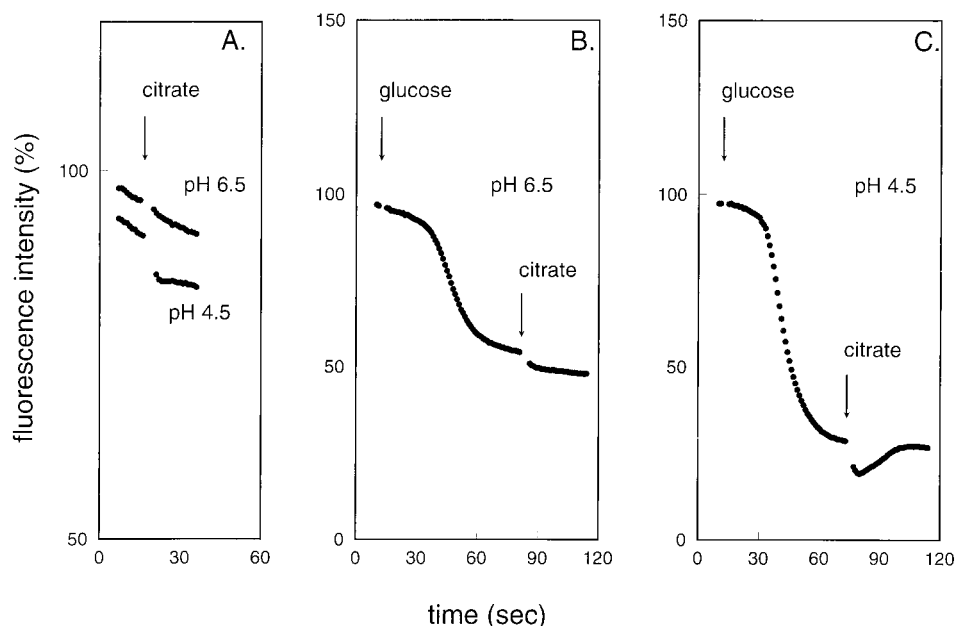 fluorescence intensity (%)
A.
citrate
100
pH 6.5
pH 4.5
50
0
30
60
B.
150
glucose
pH 6.5
100
citrate
50
0
0
30
60
90
120
C.
150
glucose
pH 4.5
100
citrate
50
0
0
30
60
90
120
time (sec)